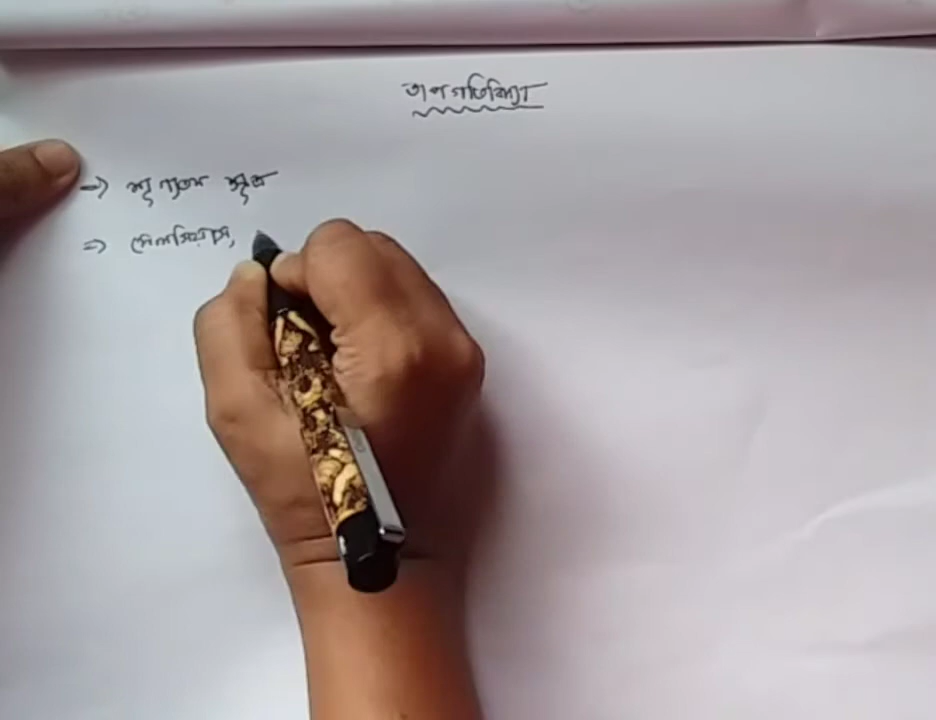 তাপগতিবিদ্যা
=> শূন্যতম সূত্র
=> সেলসিয়াস,